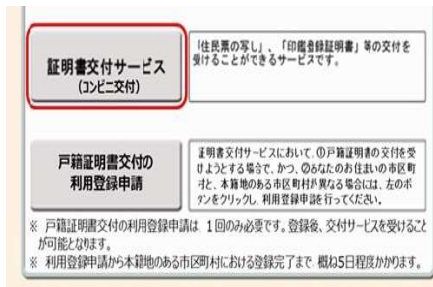 証明書交付サービス
(コンビニ交付)
「住民票の写し」、「印鑑登録証明書」等の交付を
受けることができるサービスです。
戸籍証明書交付の
利用登録申請
証明書交付サービスにおいて、①戸籍証明書の交付を受
けようとする場合で、かつ、②あなたのお住まいの市区町
村と、本籍地のある市区町村が異なる場合には、左のボ
タンをクリックし、利用登録申請を行ってください。
※ 戸籍証明書交付の利用登録申請は 1回のみ必要です。登録後、交付サービスを受けること
が可能となります。
※ 利用登録申請から本籍地のある市区町村における登録完了まで 概ね5日程度かかります。